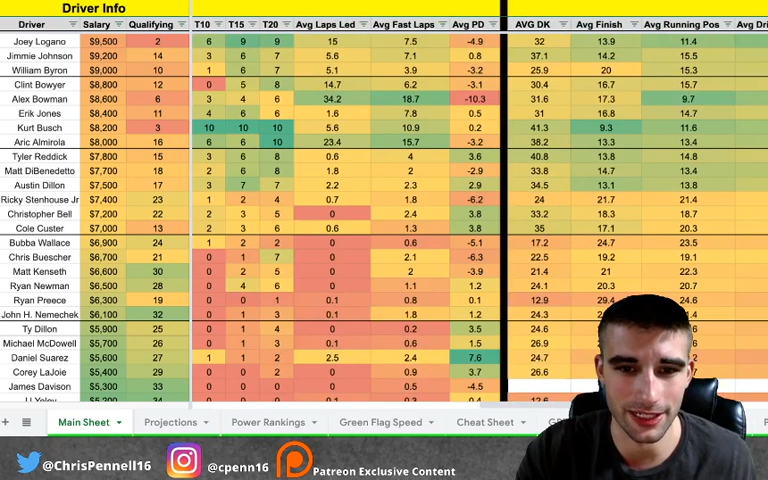 Driver Info
Driver Salary Qualifying T10 T15 T20 Avg Laps Led Avg Fast Laps Avg PD AVG DK Avg Finish Avg Running Pos
Joey Logano $9,500 2 6 9 9 15 7.5 -4.9 32 13.9 11.4
Jimmie Johnson $9,200 14 3 6 7 5.6 7.1 0.8 37.1 14.2 15.5
William Byron $9,000 10 1 6 7 5.1 3.9 -3.2 25.9 20 15.3
Clint Bowyer $8,800 12 0 5 8 14.7 6.2 -3.1 30.4 16.7 15.7
Alex Bowman $8,600 6 3 4 6 34.2 18.7 -10.3 31.6 17.3 9.7
Erik Jones $8,400 11 4 6 6 1.6 7.8 0.5 31 16.8 14.7
Kurt Busch $8,200 3 10 10 10 5.6 10.9 0.2 41.3 9.3 11.6
Aric Almirola $8,000 16 6 6 10 23.4 15.7 -3.2 38.2 13.3 13.4
Tyler Reddick $7,800 15 3 6 8 0.6 4 3.6 40.8 13.8 14.8
Matt DiBenedetto $7,700 18 2 6 8 1.8 2 -2.9 33.8 14.7 13.4
Austin Dillon $7,500 17 3 7 7 2.2 2.3 2.9 34.5 13.1 13.8
Ricky Stenhouse Jr $7,400 23 1 2 4 0.7 1.8 -6.2 24 21.7 21.4
Christopher Bell $7,200 22 2 3 5 0 2.4 3.8 33.2 18.3 18.7
Cole Custer $7,000 13 2 3 6 0.6 1.3 3.8 35 17.1 20.3
Bubba Wallace $6,900 24 1 2 2 0 0.6 -5.1 17.2 24.7 23.5
Chris Buescher $6,700 21 0 1 7 0 2.1 -6.3 22.5 19.2 19.1
Matt Kenseth $6,600 30 0 2 5 0 2 -3.9 21.4 21 22.3
Ryan Newman $6,500 28 4 6 0 1.1 1.2 24.1 20.3 20.7
Ryan Preece $6,300 19 0 0 1 0.1 0.8 0.1 12.9 29.4 24.6
John H. Nemechek $6,100 32 0 1 3 0.1 1.8 1.2 24.3
Ty Dillon $5,900 25 0 1 4 0 0.2 3.5 24.6
Michael McDowell $5,700 26 0 1 3 0.1 0.6 1.5 26.9
Daniel Suarez $5,600 27 1 1 2 2.5 2.4 7.6 24.7
Corey LaJoie $5,400 29 0 0 2 0 0.9 3.7 26.6
James Davison $5,300 33 0 0 0 0 0.5 -4.5
Main Sheet Projections Power Rankings Green Flag Speed Cheat Sheet
@ChrisPennell16 @cpenn16 Patreon Exclusive Content